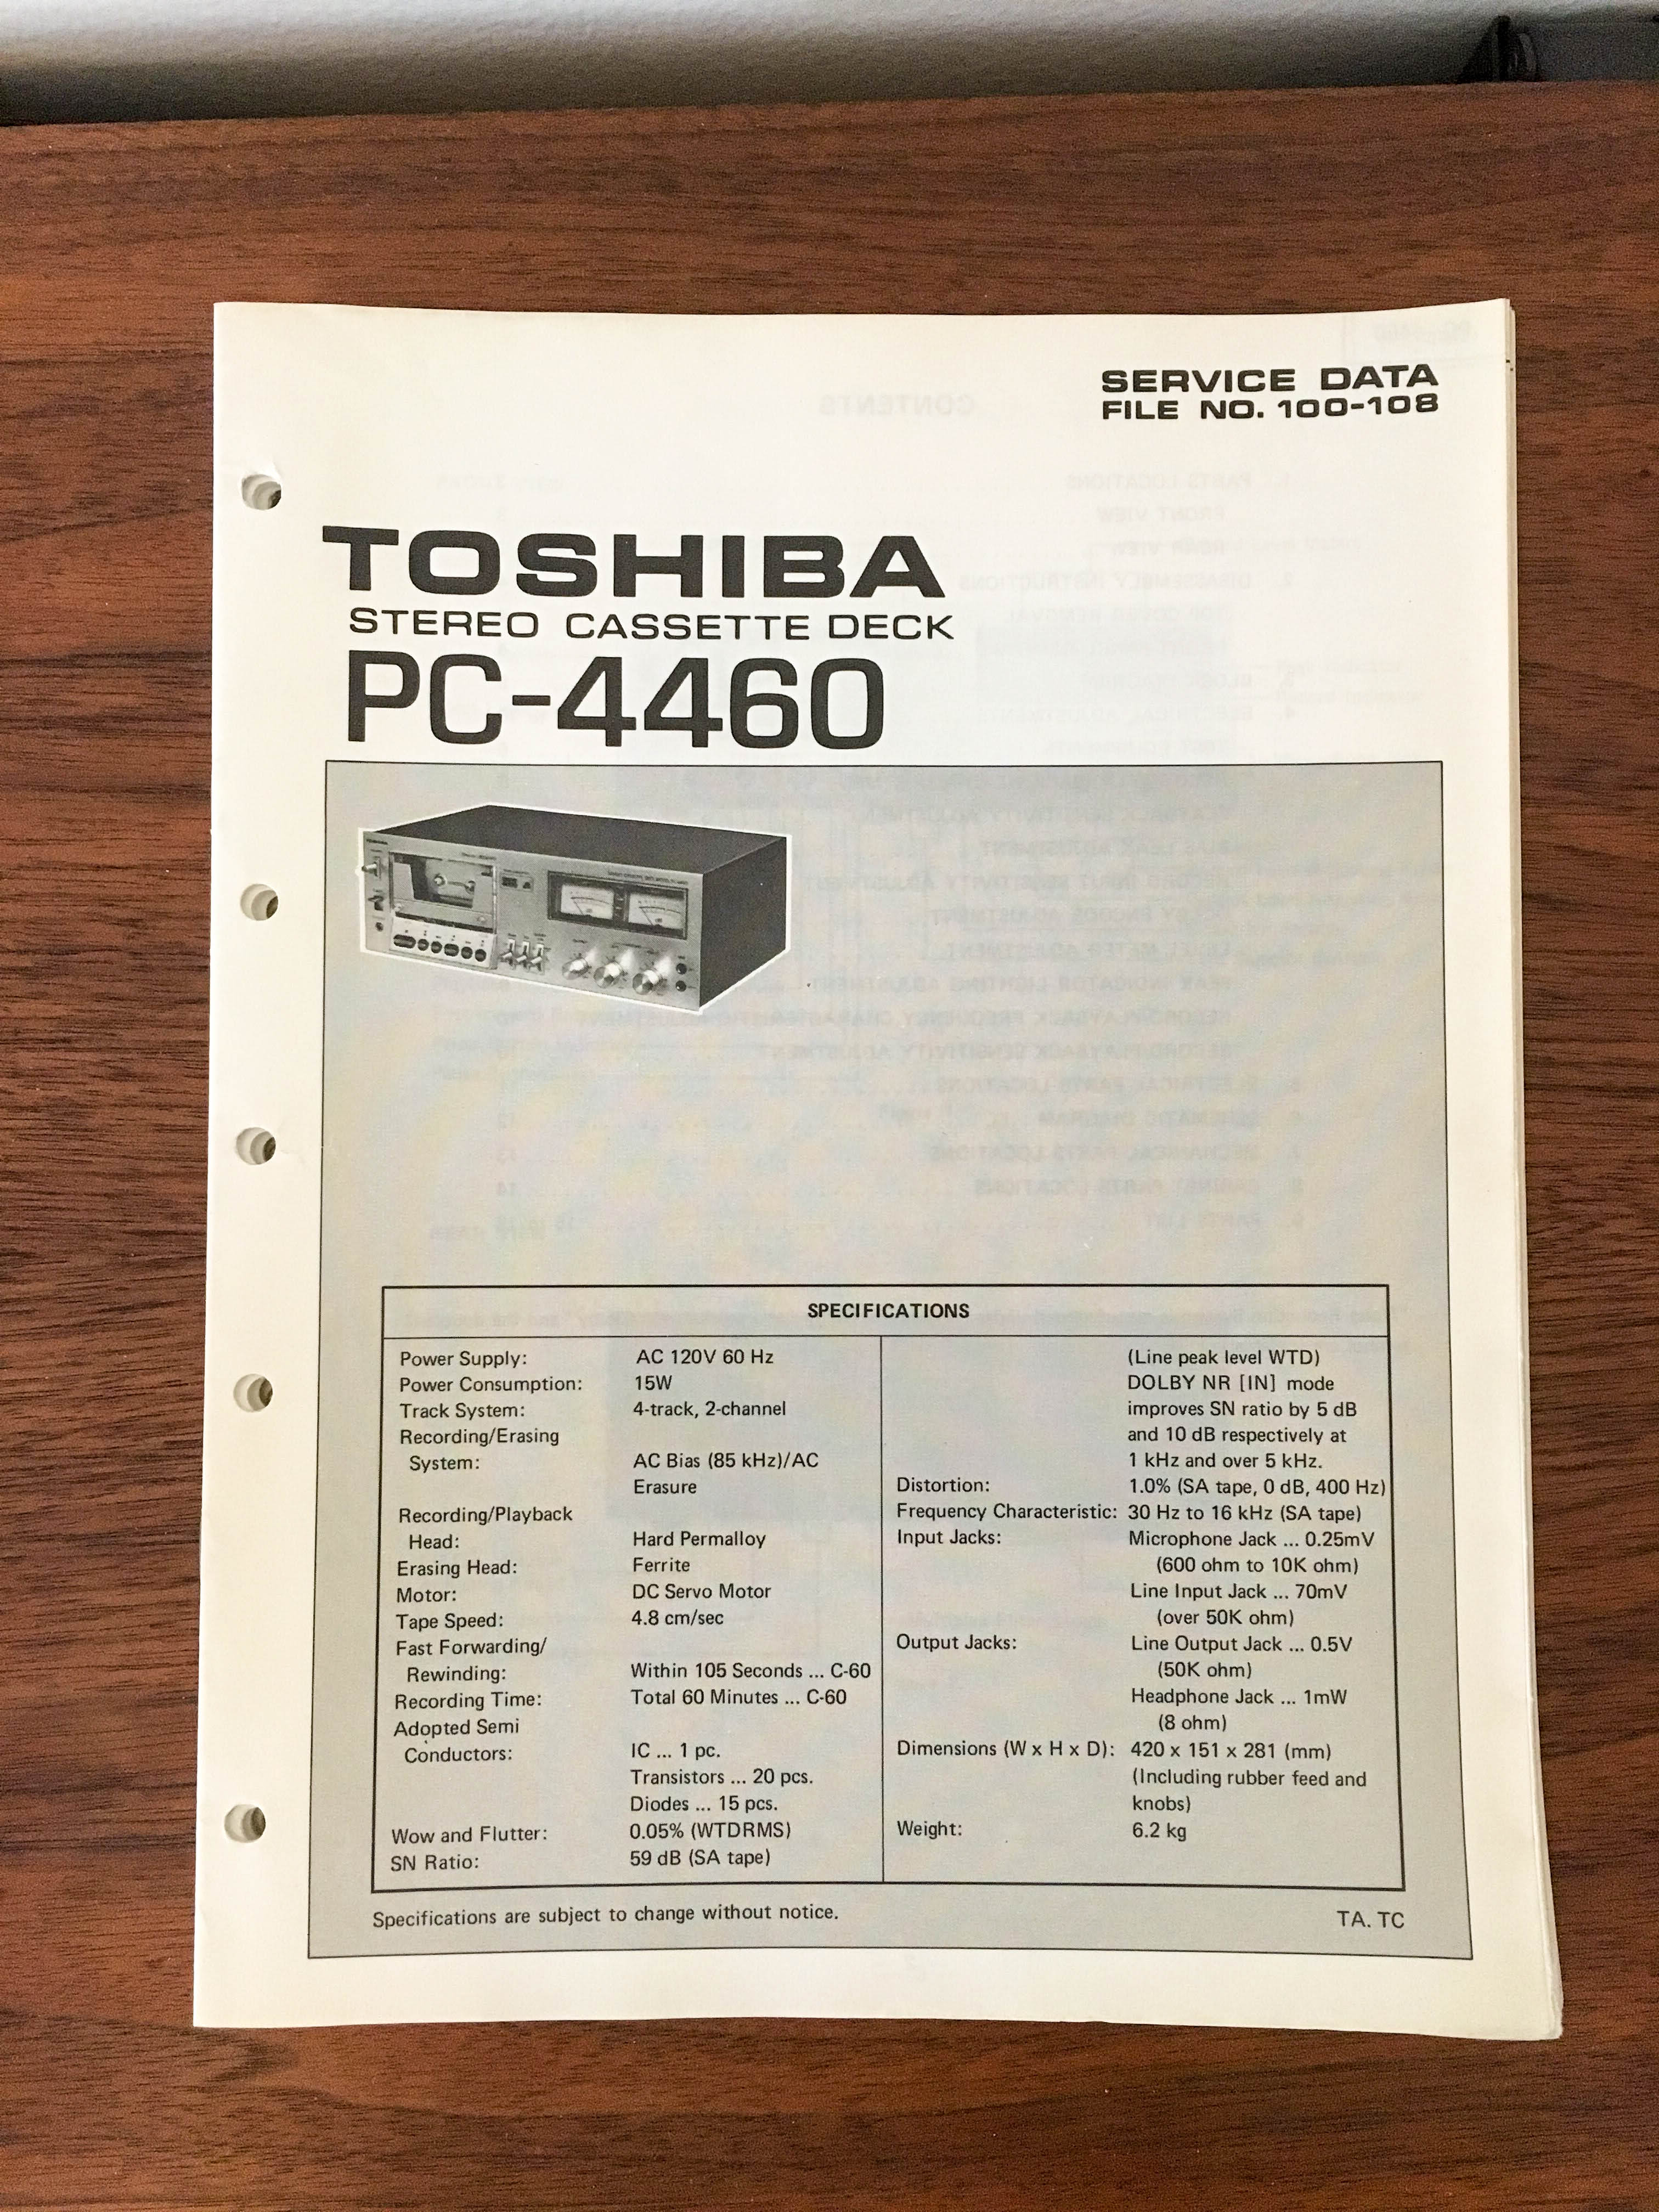 SERVICE DATA
FILE NO. 100-108
TOSHIBA
STEREO CASSETTE DECK
PC-4460
SPECIFICATIONS
Power Supply: AC 120V 60 Hz
Power Consumption: 15W
Track System: 4-track, 2-channel
Recording/Erasing
System: AC Bias (85 kHz)/AC
Erasure
Recording/Playback
Head: Hard Permalloy
Erasing Head: Ferrite
Motor: DC Servo Motor
Tape Speed: 4.8 cm/sec
Fast Forwarding/
Rewinding: Within 105 Seconds ... C-60
Recording Time: Total 60 Minutes ... C-60
Adopted Semi
Conductors: IC ... 1 pc.
Transistors ... 20 pcs.
Diodes ... 15 pcs.
Wow and Flutter: 0.05% (WTDRMS)
SN Ratio: 59 dB (SA tape)
(Line peak level WTD)
DOLBY NR [IN] mode
improves SN ratio by 5 dB
and 10 dB respectively at
1 kHz and over 5 kHz.
Distortion: 1.0% (SA tape, 0 dB, 400 Hz)
Frequency Characteristic: 30 Hz to 16 kHz (SA tape)
Input Jacks: Microphone Jack ... 0.25mV
(600 ohm to 10K ohm)
Line Input Jack ... 70mV
(over 50K ohm)
Output Jacks: Line Output Jack ... 0.5V
(50K ohm)
Headphone Jack ... 1mW
(8 ohm)
Dimensions (W x H x D): 420 x 151 x 281 (mm)
(Including rubber feed and
knobs)
Weight: 6.2 kg
Specifications are subject to change without notice.
TA. TC